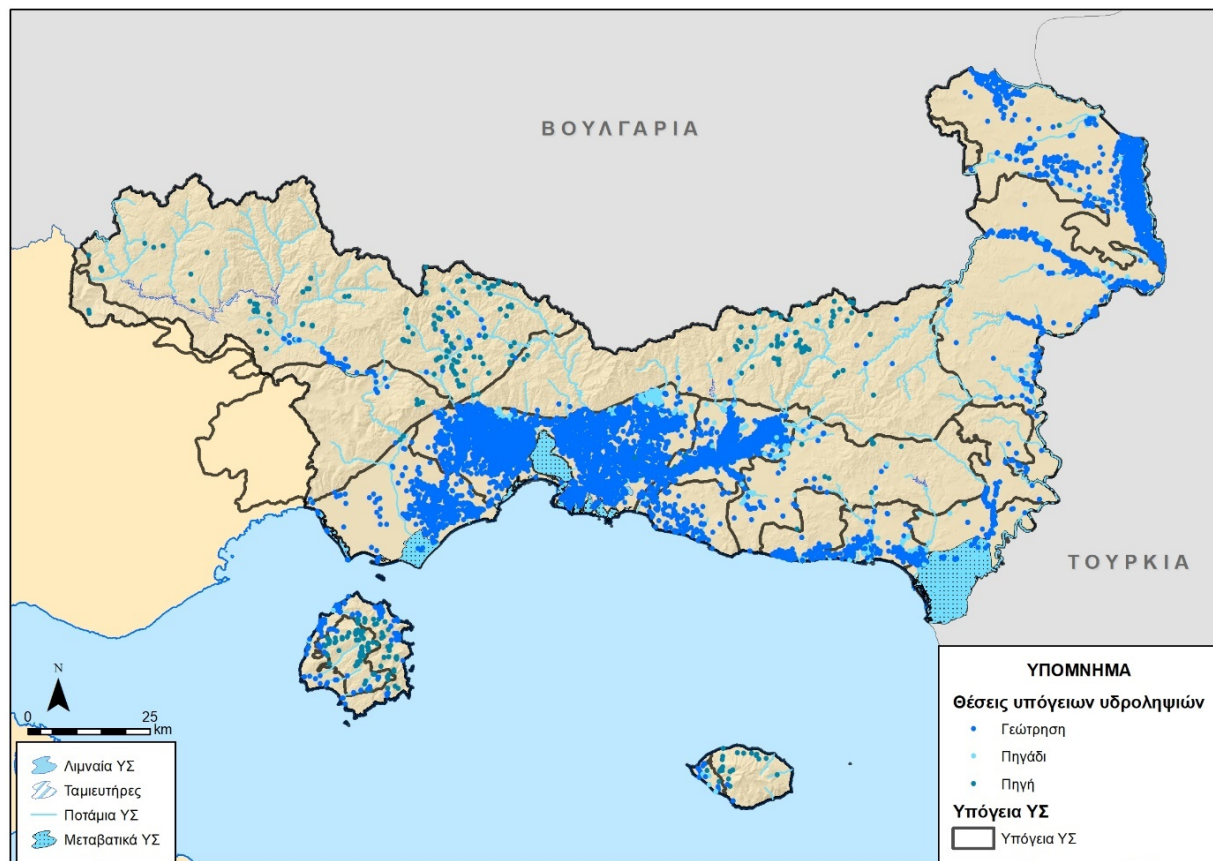 ΒΟΥΛΓΑΡΙΑ
ΤΟΥΡΚΙΑ
N
0 25
km
Λιμναία ΥΣ
Ταμιευτήρες
Ποτάμια ΥΣ
Μεταβατικά ΥΣ
ΥΠΟΜΝΗΜΑ
Θέσεις υπόγειων υδροληψιών
Γεώτρηση
Πηγάδι
Πηγή
Υπόγεια ΥΣ
Υπόγεια ΥΣ